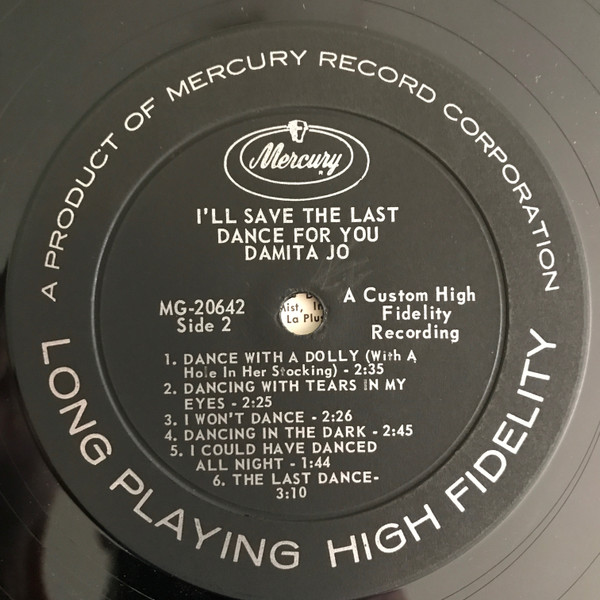 A PRODUCT OF MERCURY RECORD CORPORATION
Mercury
I'LL SAVE THE LAST
DANCE FOR YOU
DAMITA JO
MG-20642
Side 2
A Custom High
Fidelity
Recording
1. DANCE WITH A DOLLY (With A
Hole In Her Stocking) - 2:35
2. DANCING WITH TEARS IN MY
EYES - 2:25
3. I WON'T DANCE - 2:26
4. DANCING IN THE DARK - 2:45
5. I COULD HAVE DANCED
ALL NIGHT - 1:44
6. THE LAST DANCE-
3:10
LONG PLAYING HIGH FIDELITY